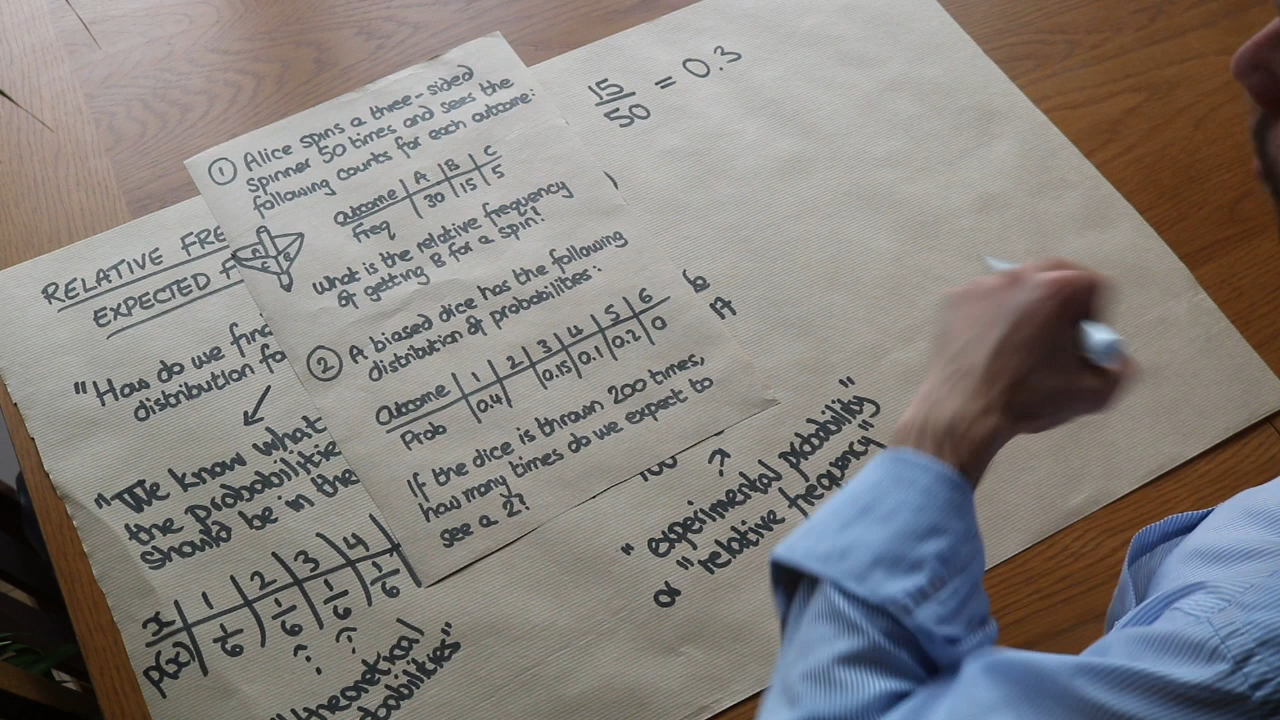 ① Alice spins a three-sided
spinner 50 times and sees the
following counts for each outcome:
Outcome A B C
Freq 30 15 5
What is the relative frequency
of getting B for a spin?
② A biased dice has the following
distribution of probabilities:
Outcome 1 2 3 4 5 6
Prob 0.4 0.15 0.1 0.2 0
If the dice is thrown 200 times,
how many times do we expect to
see a 2?
15/50 = 0.3
RELATIVE FRE
EXPECTED F
"How do we find
distribution fo
"We know what
the probabilitie
should be in the
x 1 2 3 4
P(x) 1/6 1/6 1/6 1/6
? ?
theoretical
babilities"
6
17
100 ?
"experimental probability"
or "relative frequency"